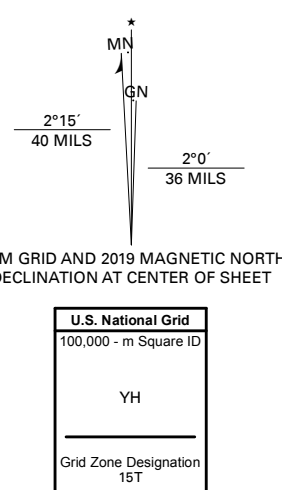 ★
MN
GN
2°15´
40 MILS
2°0´
36 MILS
M GRID AND 2019 MAGNETIC NORTH
DECLINATION AT CENTER OF SHEET
U.S. National Grid
100,000 - m Square ID
YH
Grid Zone Designation
15T